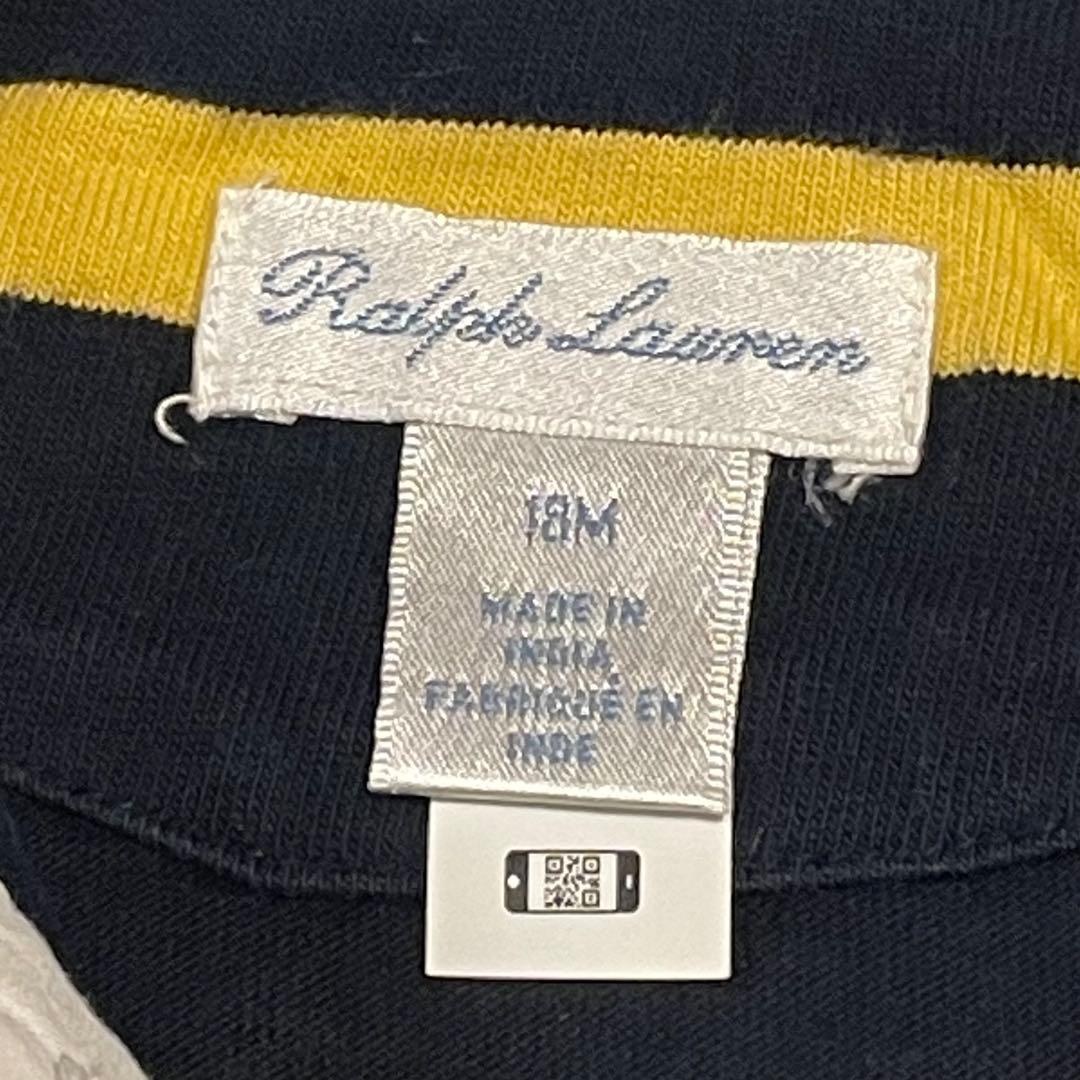 Ralph Lauren
18M
MADE IN
INDIA
FABRIQUÉ EN
INDE